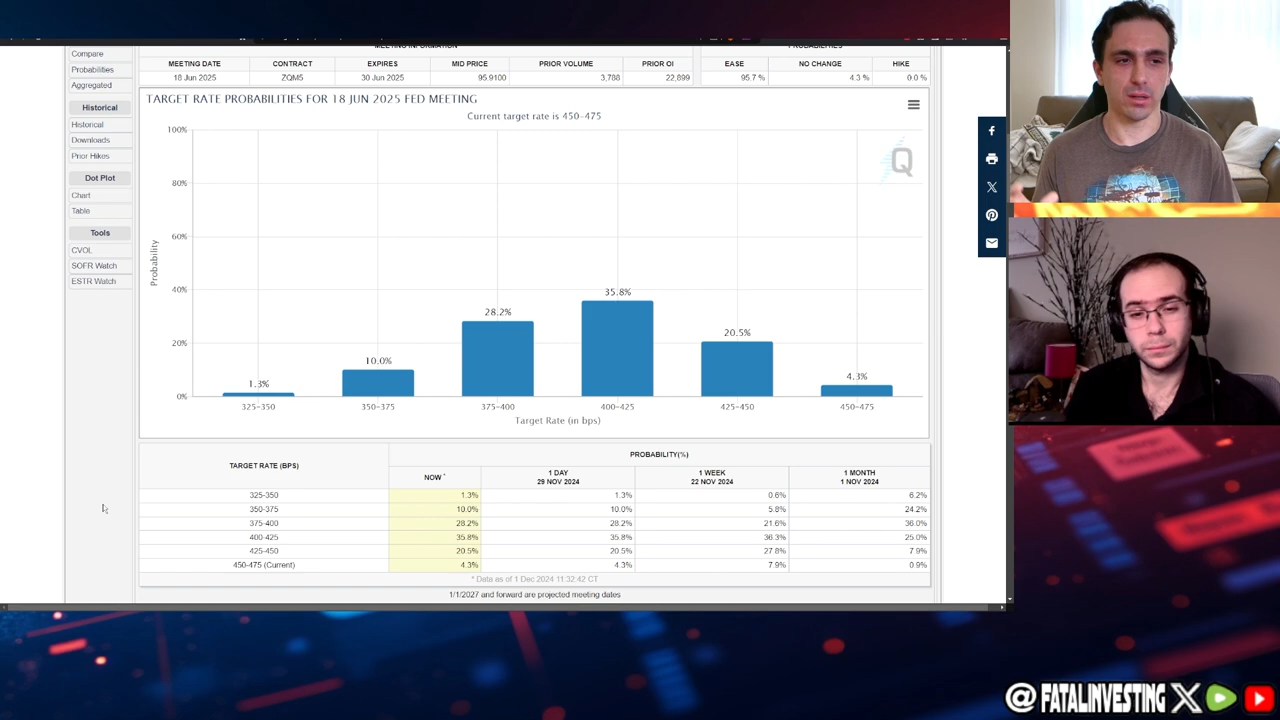 Compare
Probabilities
Aggregated
Historical
Historical
Downloads
Prior Hikes
Dot Plot
Chart
Table
Tools
CVOL
SOFR Watch
ESTR Watch
MEETING INFORMATION
MEETING DATE CONTRACT EXPIRES MID PRICE PRIOR VOLUME PRIOR OI
18 Jun 2025 ZQM5 30 Jun 2025 95.9100 3,788 22,899
PROBABILITIES
EASE NO CHANGE HIKE
95.7 % 4.3 % 0.0 %
TARGET RATE PROBABILITIES FOR 18 JUN 2025 FED MEETING
Current target rate is 450–475
Probability
100%
80%
60%
40%
20%
0%
1.3%
10.0%
28.2%
35.8%
20.5%
4.3%
325–350 350–375 375–400 400–425 425–450 450–475
Target Rate (in bps)
Q
TARGET RATE (BPS) PROBABILITY(%)
NOW * 1 DAY 29 NOV 2024 1 WEEK 22 NOV 2024 1 MONTH 1 NOV 2024
325-350 1.3% 1.3% 0.6% 6.2%
350-375 10.0% 10.0% 5.8% 24.2%
375-400 28.2% 28.2% 21.6% 36.0%
400-425 35.8% 35.8% 36.3% 25.0%
425-450 20.5% 20.5% 27.8% 7.9%
450-475 (Current) 4.3% 4.3% 7.9% 0.9%
* Data as of 1 Dec 2024 11:32:42 CT
1/1/2027 and forward are projected meeting dates
@FATALINVESTING X